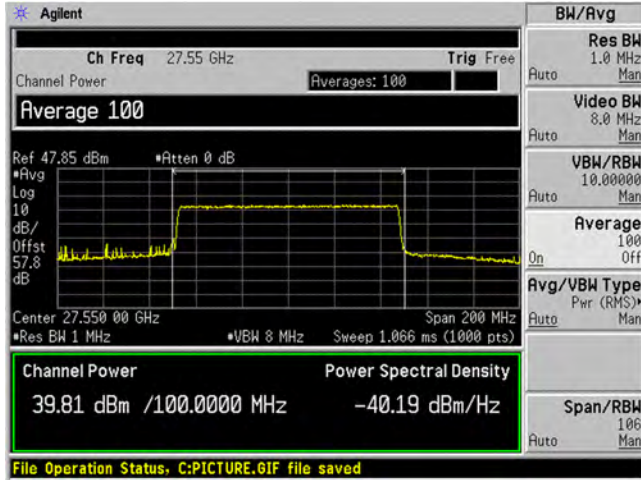 Agilent
Ch Freq 27.55 GHz Trig Free
Channel Power Averages: 100
Average 100
Ref 47.85 dBm ▪Atten 0 dB
▪Avg
Log
10
dB/
Offst
57.8
dB
Center 27.550 00 GHz Span 200 MHz
▪Res BW 1 MHz ▪VBW 8 MHz Sweep 1.066 ms (1000 pts)
Channel Power Power Spectral Density
39.81 dBm /100.0000 MHz -40.19 dBm/Hz
File Operation Status, C:PICTURE.GIF file saved
BW/Avg
Res BW
1.0 MHz
Auto Man
Video BW
8.0 MHz
Auto Man
VBW/RBW
10.00000
Auto Man
Average
100
On Off
Avg/VBW Type
Pwr (RMS)▸
Auto Man
Span/RBW
106
Auto Man